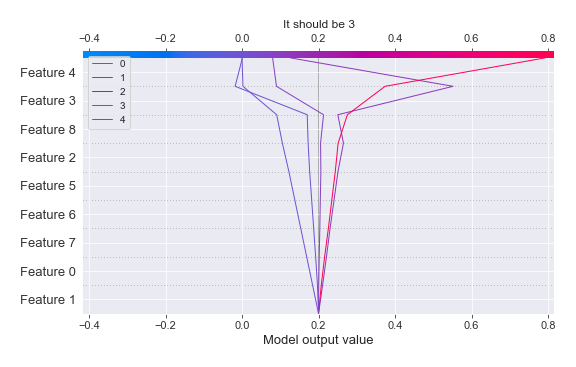 It should be 3
−0.4 −0.2 0.0 0.2 0.4 0.6 0.8
0
1
2
3
4
Feature 4
Feature 3
Feature 8
Feature 2
Feature 5
Feature 6
Feature 7
Feature 0
Feature 1
−0.4 −0.2 0.0 0.2 0.4 0.6 0.8
Model output value